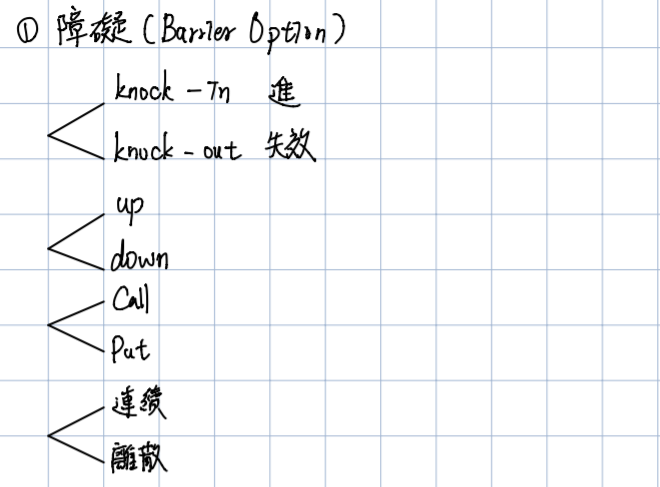 ① 障礙 (Barrier Option)
knock - in 進
knock - out 失效
up
down
Call
Put
連續
離散